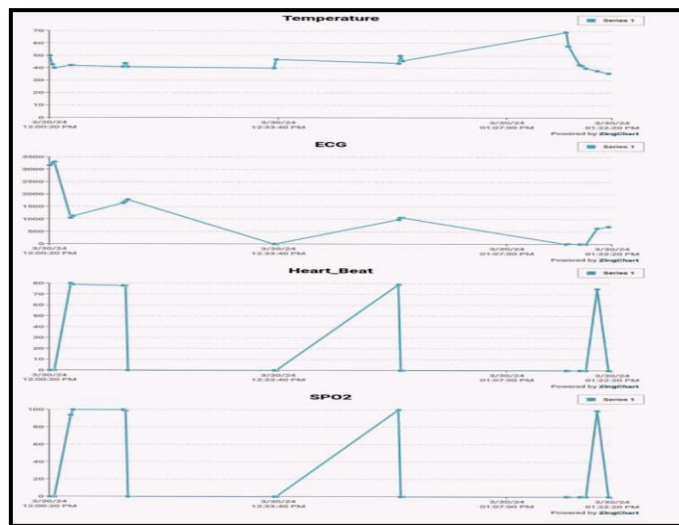 Temperature
Series 1
70
60
50
40
30
20
10
0
3/30/24 3/30/24 3/30/24 3/30/24
12:00:20 PM 12:33:40 PM 01:07:00 PM 01:22:20 PM
Powered by ZingChart
ECG
Series 1
3500
3000
2500
2000
1500
1000
500
0
3/30/24 3/30/24 3/30/24 3/30/24
12:00:20 PM 12:33:40 PM 01:07:00 PM 01:22:20 PM
Powered by ZingChart
Heart_Beat
Series 1
80
70
60
50
40
30
20
10
0
3/30/24 3/30/24 3/30/24 3/30/24
12:00:20 PM 12:33:40 PM 01:07:00 PM 01:22:20 PM
Powered by ZingChart
SPO2
Series 1
100
80
60
40
20
0
3/30/24 3/30/24 3/30/24 3/30/24
12:00:20 PM 12:33:40 PM 01:07:00 PM 01:22:20 PM
Powered by ZingChart